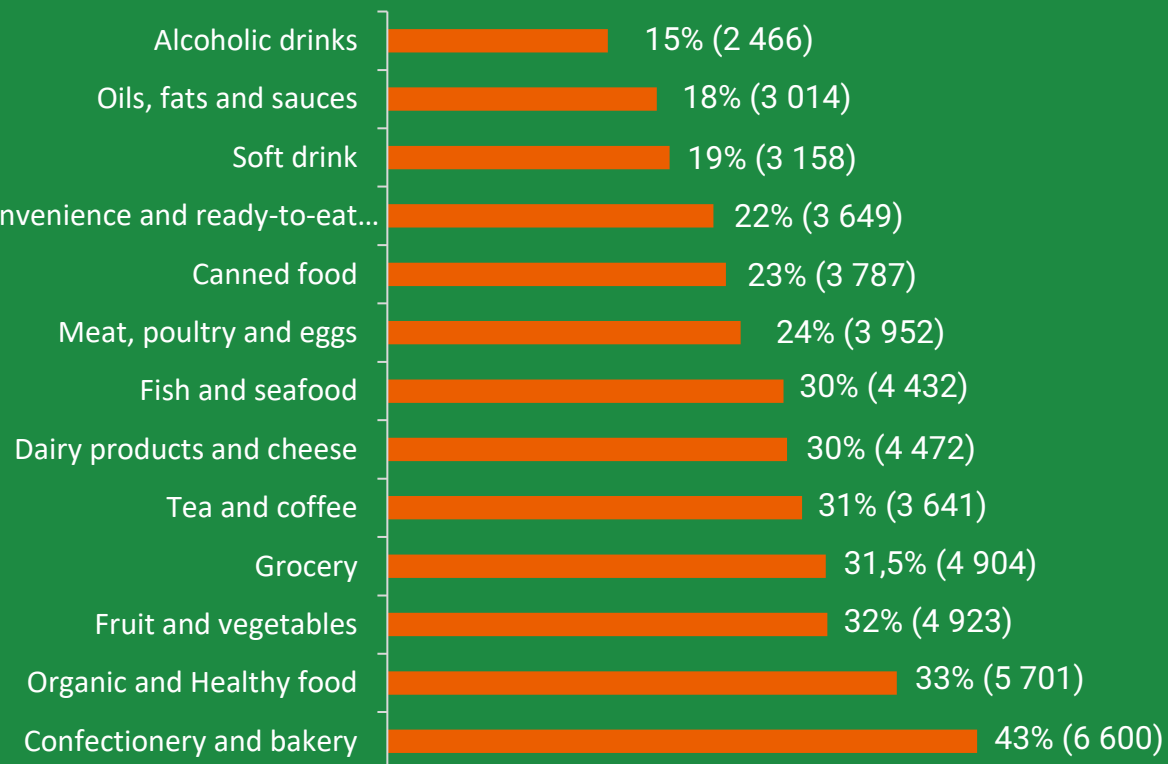 Alcoholic drinks 15% (2 466)
Oils, fats and sauces 18% (3 014)
Soft drink 19% (3 158)
nvenience and ready-to-eat... 22% (3 649)
Canned food 23% (3 787)
Meat, poultry and eggs 24% (3 952)
Fish and seafood 30% (4 432)
Dairy products and cheese 30% (4 472)
Tea and coffee 31% (3 641)
Grocery 31,5% (4 904)
Fruit and vegetables 32% (4 923)
Organic and Healthy food 33% (5 701)
Confectionery and bakery 43% (6 600)